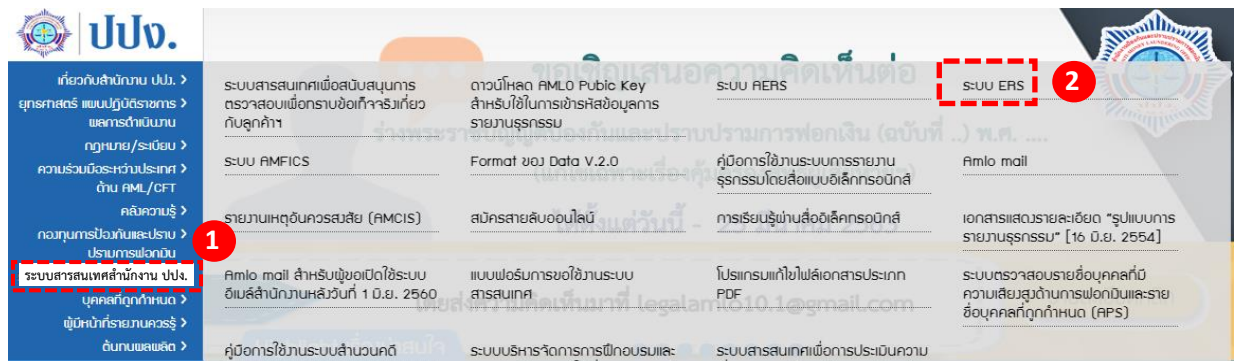 ปปง.
เกี่ยวกับสำนักงาน ปปง. >
ยุทธศาสตร์ แผนปฏิบัติราชการ >
ผลการดำเนินงาน
กฎหมาย/ระเบียบ >
ความร่วมมือระหว่างประเทศ >
ด้าน AML/CFT
คลังความรู้ >
กองทุนการป้องกันและปราบ >
ปรามการฟอกเงิน
1
ระบบสารสนเทศสำนักงาน ปปง.
บุคคลที่ถูกกำหนด >
ผู้มีหน้าที่รายงานควรรู้ >
ต้นทุนผลผลิต >
ขอเชิญเสนอความคิดเห็นต่อ
ระบบสารสนเทศเพื่อสนับสนุนการ
ตรวจสอบเพื่อทราบข้อเท็จจริงเกี่ยว
กับลูกค้าฯ
ดาวน์โหลด AMLO Pubic Key
สำหรับใช้ในการเข้ารหัสข้อมูลการ
รายงานธุรกรรม
ระบบ AERS
ระบบ ERS
2
ระบบ AMFICS
Format ของ Data V.2.0
คู่มือการใช้งานระบบการรายงาน
ธุรกรรมโดยสื่อแบบอิเล็กทรอนิกส์
Amlo mail
รายงานเหตุอันควรสงสัย (AMCIS)
สมัครสายลับออนไลน์
การเรียนรู้ผ่านสื่ออิเล็กทรอนิกส์
เอกสารแสดงรายละเอียด “รูปแบบการ
รายงานธุรกรรม” [16 มิ.ย. 2554]
Amlo mail สำหรับผู้ขอเปิดใช้ระบบ
อีเมล์สำนักงานหลังวันที่ 1 มิ.ย. 2560
แบบฟอร์มการขอใช้งานระบบ
สารสนเทศ
โปรแกรมแก้ไขไฟล์เอกสารประเภท
PDF
ระบบตรวจสอบรายชื่อบุคคลที่มี
ความเสี่ยงสูงด้านการฟอกเงินและราย
ชื่อบุคคลที่ถูกกำหนด (APS)
คู่มือการใช้งานระบบสำนวนคดี
ระบบบริหารจัดการการฝึกอบรมและ
ระบบสารสนเทศเพื่อการประเมินความ